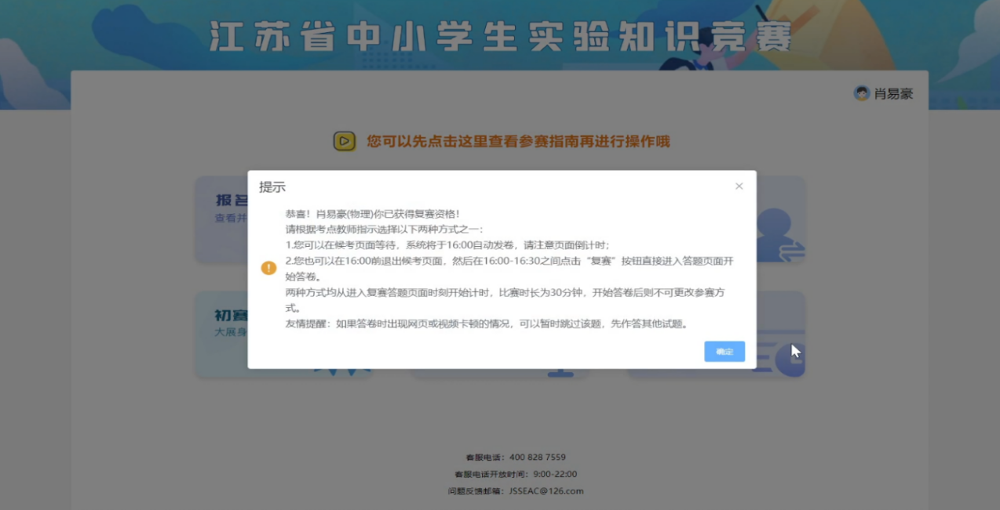 江苏省中小学生实验知识竞赛
肖易豪
您可以先点击这里查看参赛指南再进行操作哦
报名
查看并
提示
×
恭喜！肖易豪(物理)你已获得复赛资格！
请根据考点教师指示选择以下两种方式之一：
1.您可以在候考页面等待，系统将于16:00自动发卷，请注意页面倒计时；
2.您也可以在16:00前退出候考页面，然后在16:00-16:30之间点击“复赛”按钮直接进入答题页面开
始答卷。
两种方式均从进入复赛答题页面时刻开始计时，比赛时长为30分钟，开始答卷后则不可更改参赛方
式。
友情提醒：如果答卷时出现网页或视频卡顿的情况，可以暂时跳过该题，先作答其他试题。
确定
初赛
大展身
客服电话：400 828 7559
客服电话开放时间：9:00-22:00
问题反馈邮箱：JSSEAC@126.com